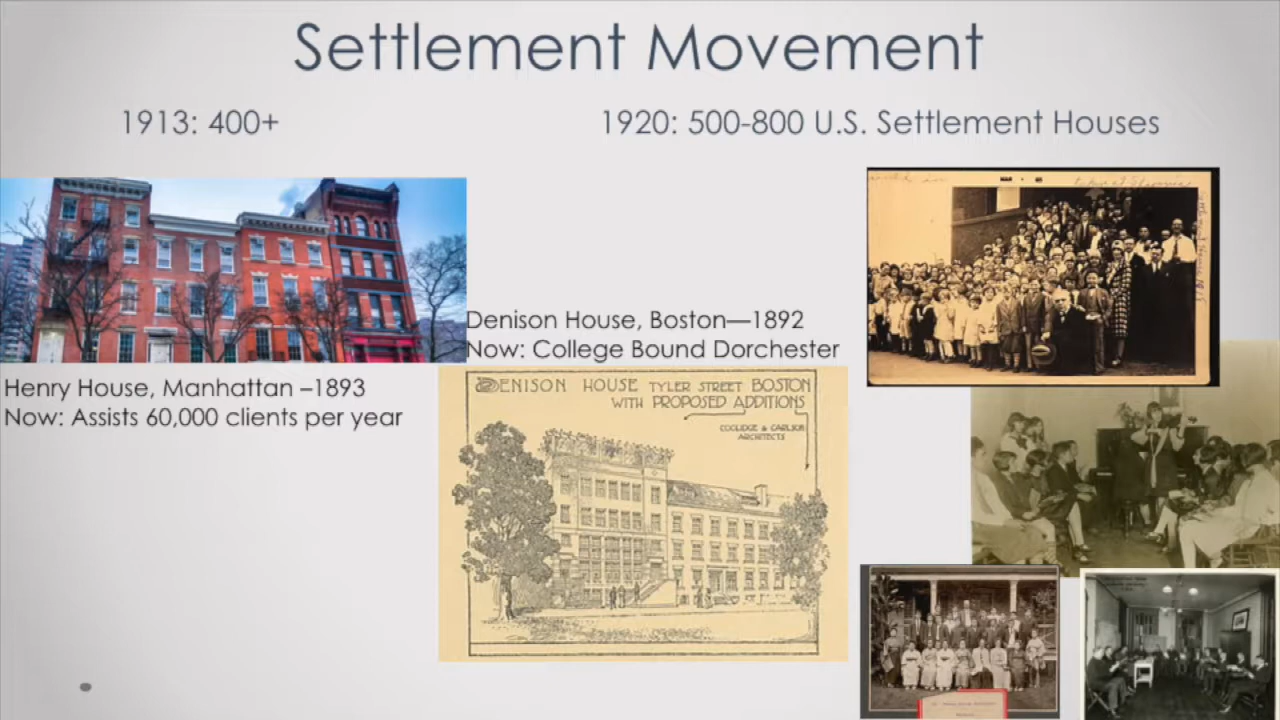 Settlement Movement
1913: 400+
1920: 500-800 U.S. Settlement Houses
Denison House, Boston—1892
Now: College Bound Dorchester
Henry House, Manhattan –1893
Now: Assists 60,000 clients per year
DENISON HOUSE TYLER STREET BOSTON
WITH PROPOSED ADDITIONS
COOLIDGE & CARLSON
ARCHITECTS